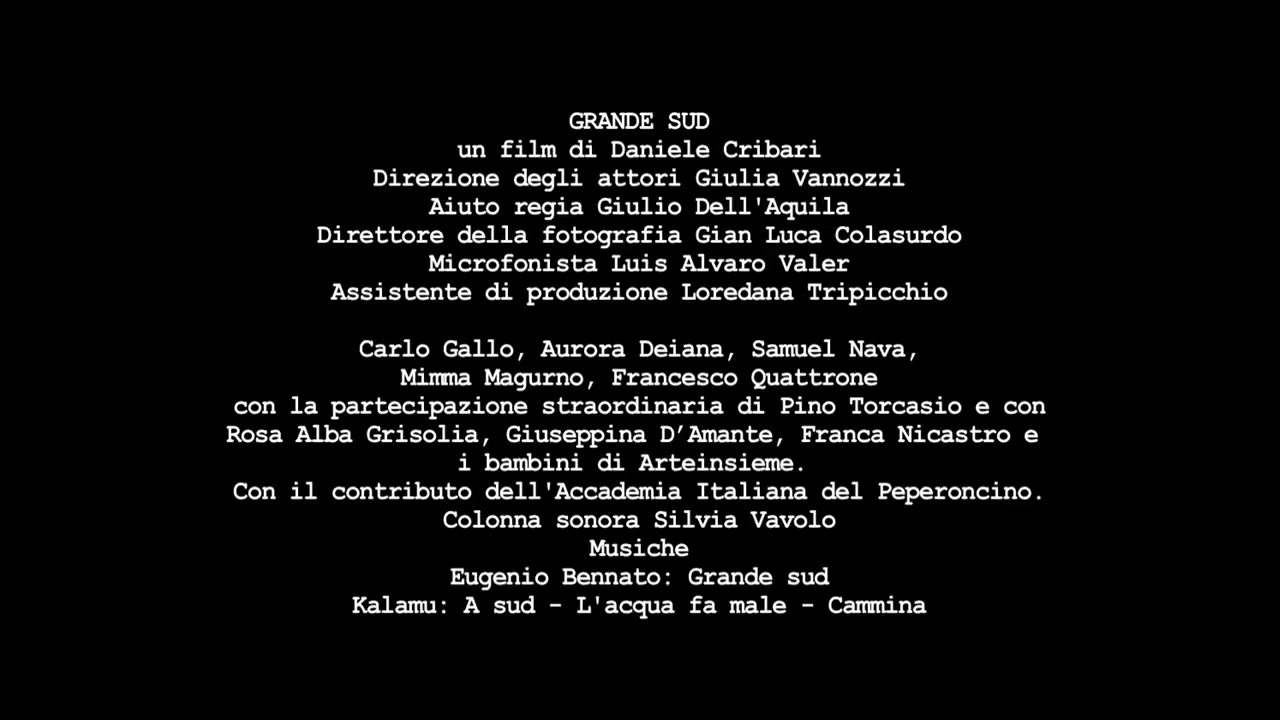 GRANDE SUD
un film di Daniele Cribari
Direzione degli attori Giulia Vannozzi
Aiuto regia Giulio Dell'Aquila
Direttore della fotografia Gian Luca Colasurdo
Microfonista Luis Alvaro Valer
Assistente di produzione Loredana Tripicchio
Carlo Gallo, Aurora Deiana, Samuel Nava,
Mimma Magurno, Francesco Quattrone
con la partecipazione straordinaria di Pino Torcasio e con
Rosa Alba Grisolia, Giuseppina D’Amante, Franca Nicastro e
i bambini di Arteinsieme.
Con il contributo dell'Accademia Italiana del Peperoncino.
Colonna sonora Silvia Vavolo
Musiche
Eugenio Bennato: Grande sud
Kalamu: A sud - L'acqua fa male - Cammina